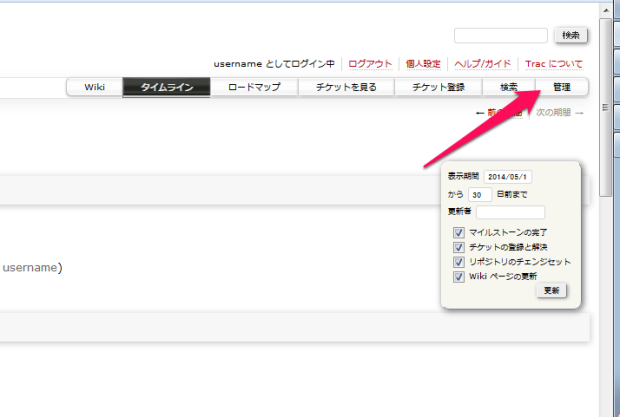 検索
username としてログイン中 ログアウト 個人設定 ヘルプ/ガイド Trac について
Wiki タイムライン ロードマップ チケットを見る チケット登録 検索 管理
← 前の 期間 次の期間 →
表示期間 2014/05/1
から 30 日前まで
更新者
マイルストーンの完了
チケットの登録と解決
リポジトリのチェンジセット
Wiki ページの更新
更新
username)